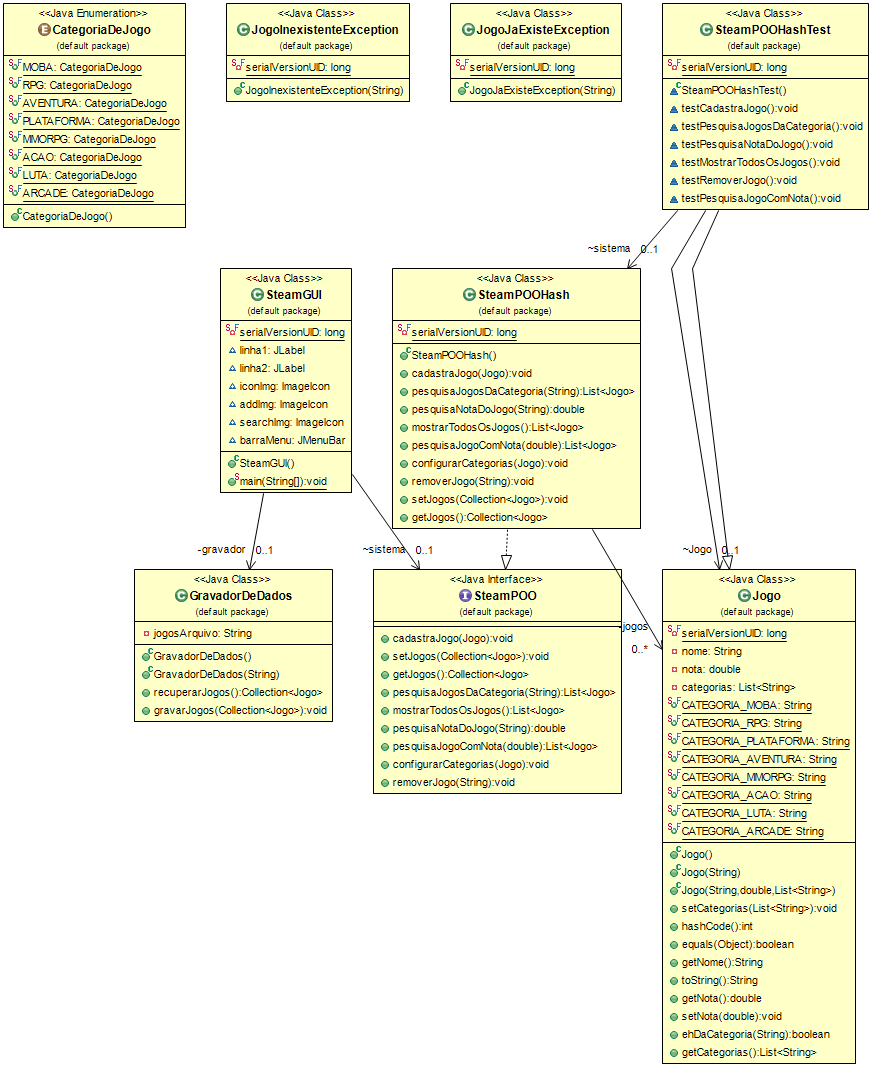 <<Java Enumeration>>
CategoriaDeJogo
(default package)
MOBA: CategoriaDeJogo
RPG: CategoriaDeJogo
AVENTURA: CategoriaDeJogo
PLATAFORMA: CategoriaDeJogo
MMORPG: CategoriaDeJogo
ACAO: CategoriaDeJogo
LUTA: CategoriaDeJogo
ARCADE: CategoriaDeJogo
CategoriaDeJogo()
<<Java Class>>
JogoInexistenteException
(default package)
serialVersionUID: long
JogoInexistenteException(String)
<<Java Class>>
JogoJaExisteException
(default package)
serialVersionUID: long
JogoJaExisteException(String)
<<Java Class>>
SteamPOOHashTest
(default package)
serialVersionUID: long
SteamPOOHashTest()
testCadastraJogo():void
testPesquisaJogosDaCategoria():void
testPesquisaNotaDoJogo():void
testMostrarTodosOsJogos():void
testRemoverJogo():void
testPesquisaJogoComNota():void
~sistema 0..1
<<Java Class>>
SteamGUI
(default package)
serialVersionUID: long
linha1: JLabel
linha2: JLabel
iconImg: ImageIcon
addImg: ImageIcon
searchImg: ImageIcon
barraMenu: JMenuBar
SteamGUI()
main(String[]):void
<<Java Class>>
SteamPOOHash
(default package)
serialVersionUID: long
SteamPOOHash()
cadastraJogo(Jogo):void
pesquisaJogosDaCategoria(String):List<Jogo>
pesquisaNotaDoJogo(String):double
mostrarTodosOsJogos():List<Jogo>
pesquisaJogoComNota(double):List<Jogo>
configurarCategorias(Jogo):void
removerJogo(String):void
setJogos(Collection<Jogo>):void
getJogos():Collection<Jogo>
-gravador 0..1
~sistema 0..1
~Jogo 0..1
<<Java Class>>
GravadorDeDados
(default package)
jogosArquivo: String
GravadorDeDados()
GravadorDeDados(String)
recuperarJogos():Collection<Jogo>
gravarJogos(Collection<Jogo>):void
<<Java Interface>>
SteamPOO
(default package)
cadastraJogo(Jogo):void
setJogos(Collection<Jogo>):void
getJogos():Collection<Jogo>
pesquisaJogosDaCategoria(String):List<Jogo>
mostrarTodosOsJogos():List<Jogo>
pesquisaNotaDoJogo(String):double
pesquisaJogoComNota(double):List<Jogo>
configurarCategorias(Jogo):void
removerJogo(String):void
-jogos
0..*
<<Java Class>>
Jogo
(default package)
serialVersionUID: long
nome: String
nota: double
categorias: List<String>
CATEGORIA_MOBA: String
CATEGORIA_RPG: String
CATEGORIA_PLATAFORMA: String
CATEGORIA_AVENTURA: String
CATEGORIA_MMORPG: String
CATEGORIA_ACAO: String
CATEGORIA_LUTA: String
CATEGORIA_ARCADE: String
Jogo()
Jogo(String)
Jogo(String,double,List<String>)
setCategorias(List<String>):void
hashCode():int
equals(Object):boolean
getNome():String
toString():String
getNota():double
setNota(double):void
ehDaCategoria(String):boolean
getCategorias():List<String>